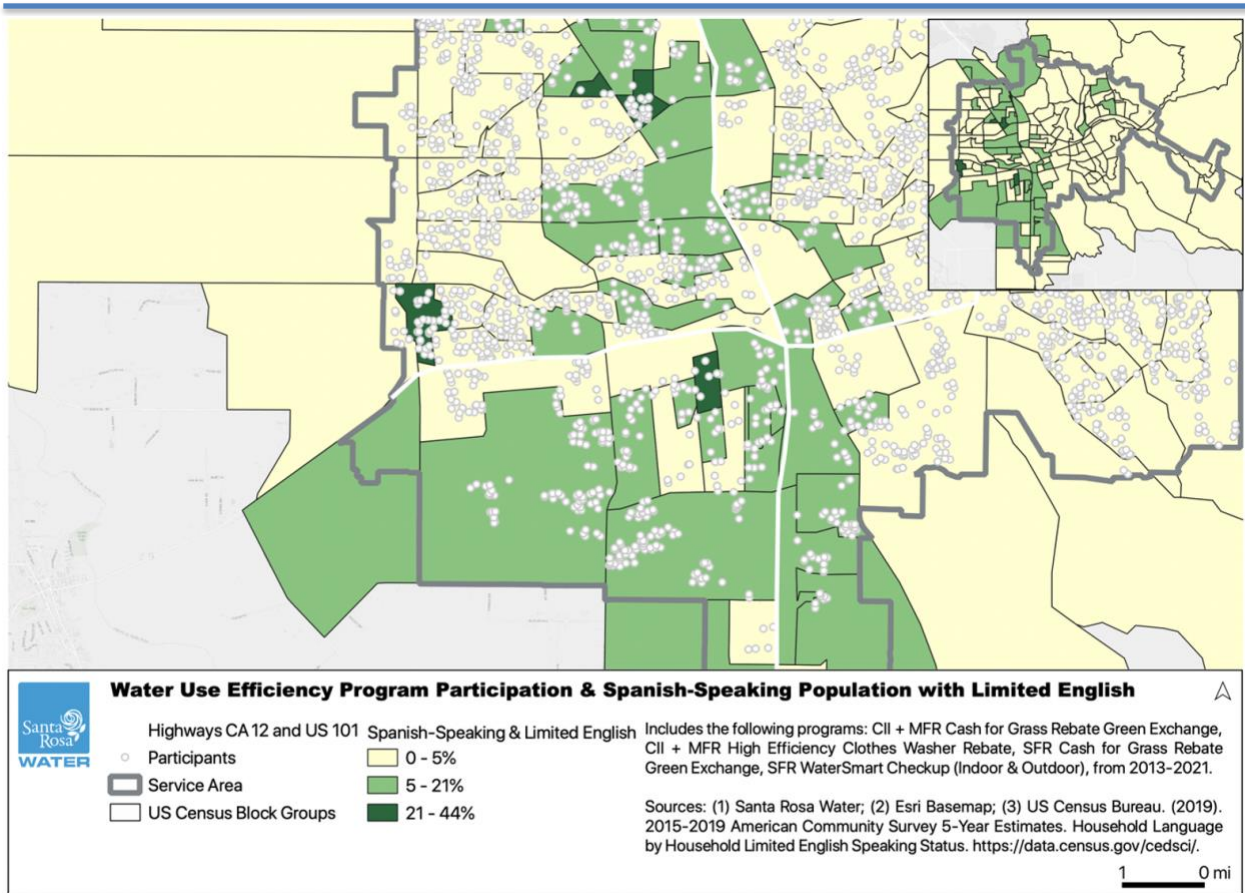 Water Use Efficiency Program Participation & Spanish-Speaking Population with Limited English
Santa
Rosa
WATER
Highways CA 12 and US 101
Participants
Service Area
US Census Block Groups
Spanish-Speaking & Limited English
0 - 5%
5 - 21%
21 - 44%
Includes the following programs: CII + MFR Cash for Grass Rebate Green Exchange,
CII + MFR High Efficiency Clothes Washer Rebate, SFR Cash for Grass Rebate
Green Exchange, SFR WaterSmart Checkup (Indoor & Outdoor), from 2013-2021.
Sources: (1) Santa Rosa Water; (2) Esri Basemap; (3) US Census Bureau. (2019).
2015-2019 American Community Survey 5-Year Estimates. Household Language
by Household Limited English Speaking Status. https://data.census.gov/cedsci/.
1 0 mi